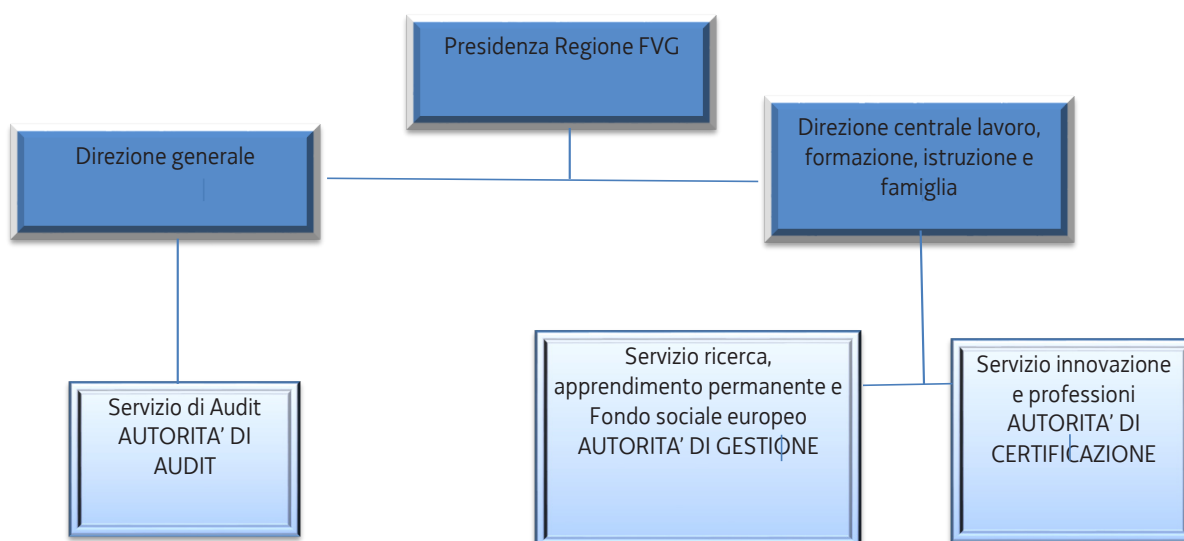 Presidenza Regione FVG
Direzione generale
Direzione centrale lavoro,
formazione, istruzione e
famiglia
Servizio di Audit
AUTORITA’ DI
AUDIT
Servizio ricerca,
apprendimento permanente e
Fondo sociale europeo
AUTORITA’ DI GESTIONE
Servizio innovazione
e professioni
AUTORITA’ DI
CERTIFICAZIONE